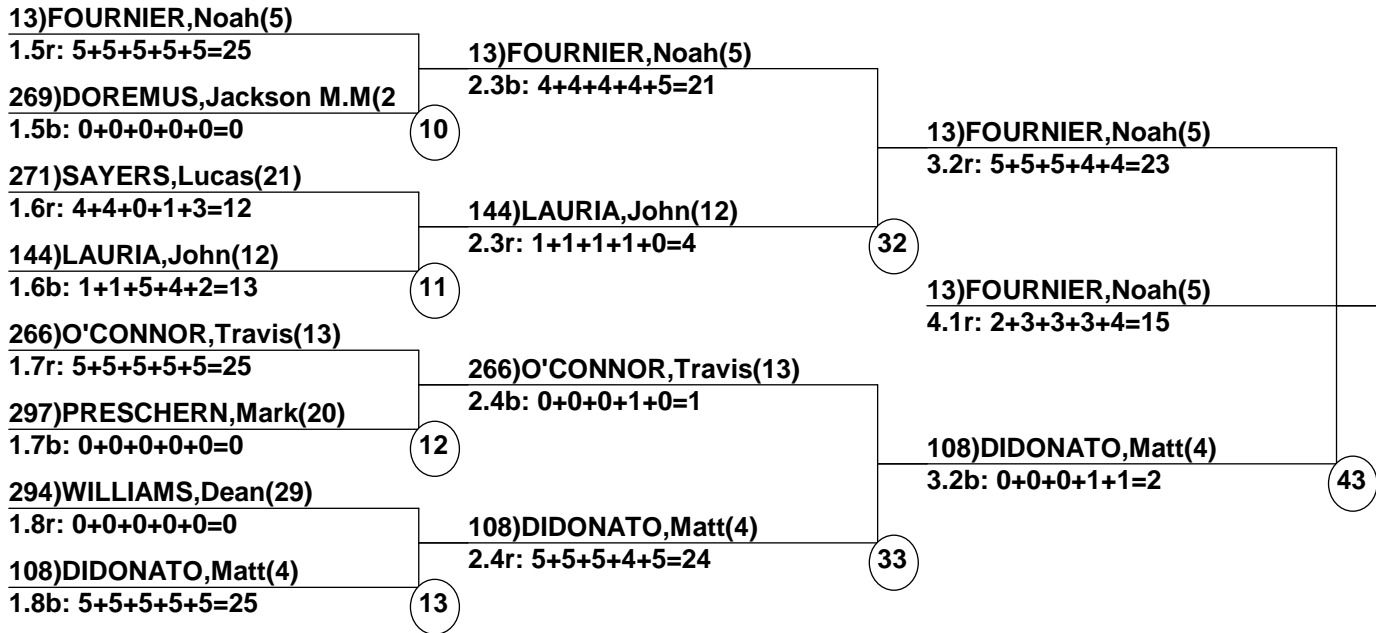 13)FOURNIER,Noah(5)
1.5r: 5+5+5+5+5=25
269)DOREMUS,Jackson M.M(2
1.5b: 0+0+0+0+0=0
10
271)SAYERS,Lucas(21)
1.6r: 4+4+0+1+3=12
144)LAURIA,John(12)
1.6b: 1+1+5+4+2=13
11
266)O'CONNOR,Travis(13)
1.7r: 5+5+5+5+5=25
297)PRESCHERN,Mark(20)
1.7b: 0+0+0+0+0=0
12
294)WILLIAMS,Dean(29)
1.8r: 0+0+0+0+0=0
108)DIDONATO,Matt(4)
1.8b: 5+5+5+5+5=25
13
13)FOURNIER,Noah(5)
2.3b: 4+4+4+4+5=21
144)LAURIA,John(12)
2.3r: 1+1+1+1+0=4
32
266)O'CONNOR,Travis(13)
2.4b: 0+0+0+1+0=1
108)DIDONATO,Matt(4)
2.4r: 5+5+5+4+5=24
33
13)FOURNIER,Noah(5)
3.2r: 5+5+5+4+4=23
108)DIDONATO,Matt(4)
3.2b: 0+0+0+1+1=2
43
13)FOURNIER,Noah(5)
4.1r: 2+3+3+3+4=15